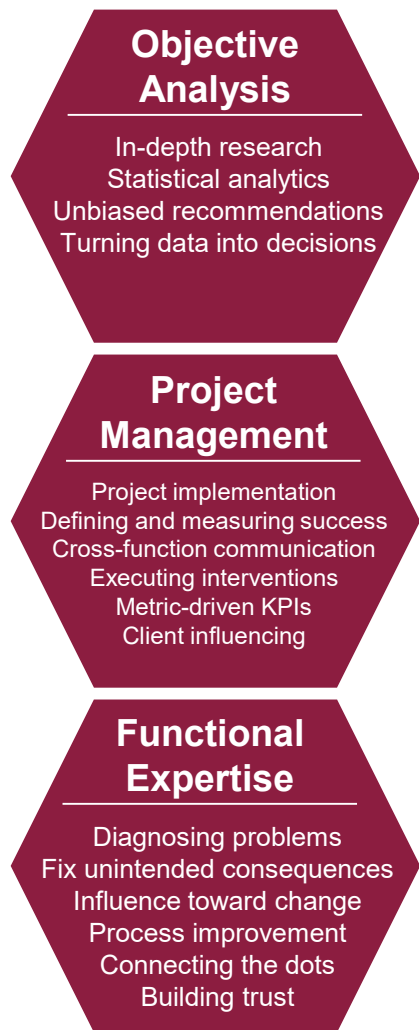 Objective
Analysis
In-depth research
Statistical analytics
Unbiased recommendations
Turning data into decisions
Project
Management
Project implementation
Defining and measuring success
Cross-function communication
Executing interventions
Metric-driven KPIs
Client influencing
Functional
Expertise
Diagnosing problems
Fix unintended consequences
Influence toward change
Process improvement
Connecting the dots
Building trust